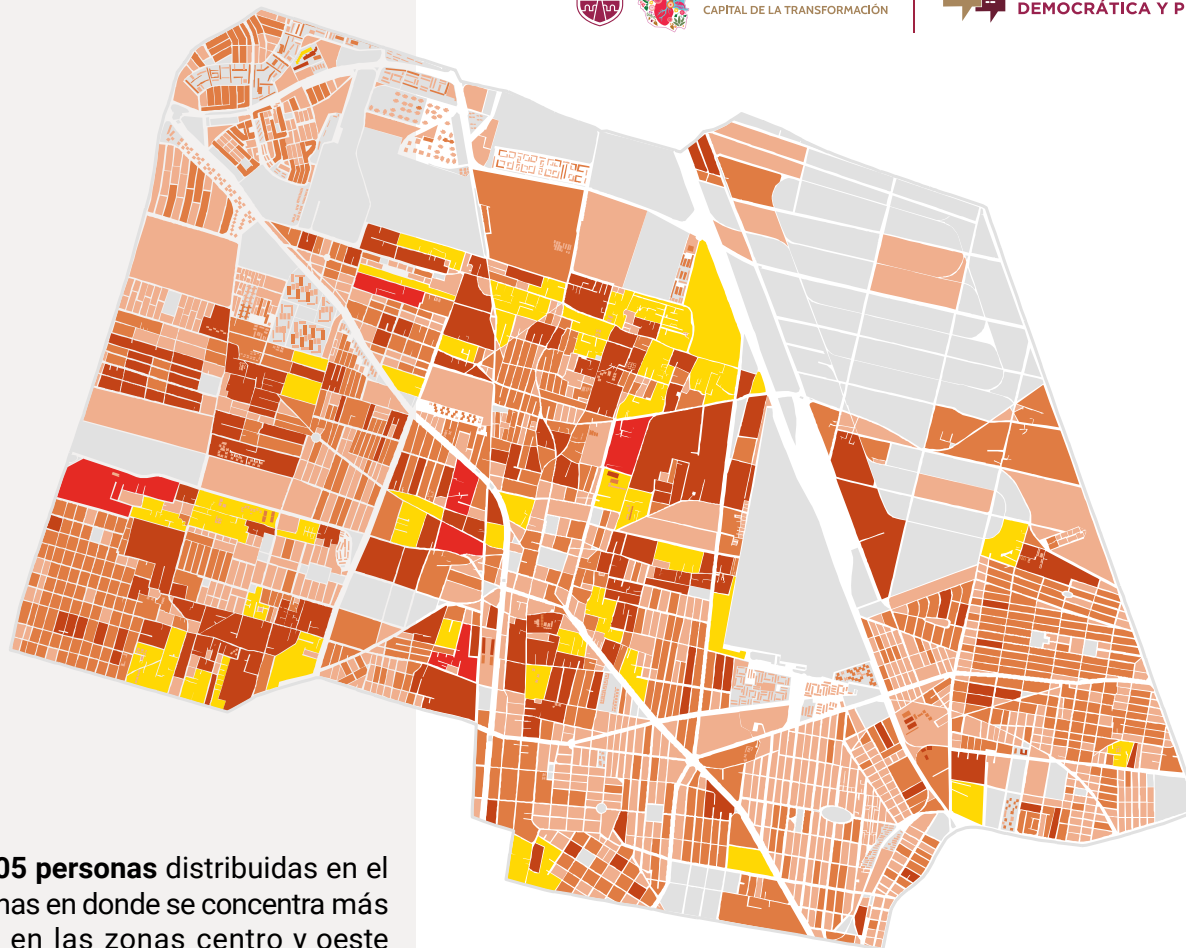 CAPITAL DE LA TRANSFORMACIÓN
DEMOCRÁTICA Y P
05 personas distribuidas en el
nas en donde se concentra más
en las zonas centro y oeste